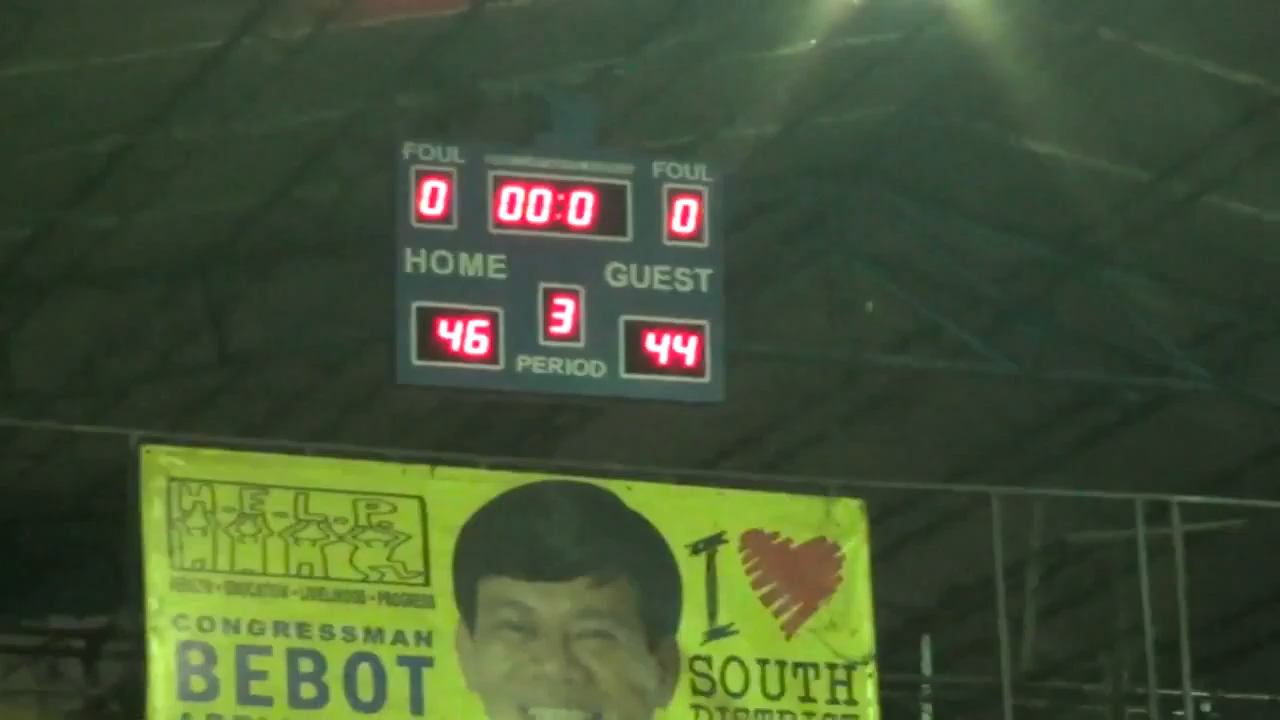 FOUL
FOUL
0
00:0
0
HOME
GUEST
46
3
44
PERIOD
H.E.L.P.
HEALTH • EDUCATION • LIVELIHOOD • PROGRESS
CONGRESSMAN
BEBOT
I
SOUTH
DISTRICT